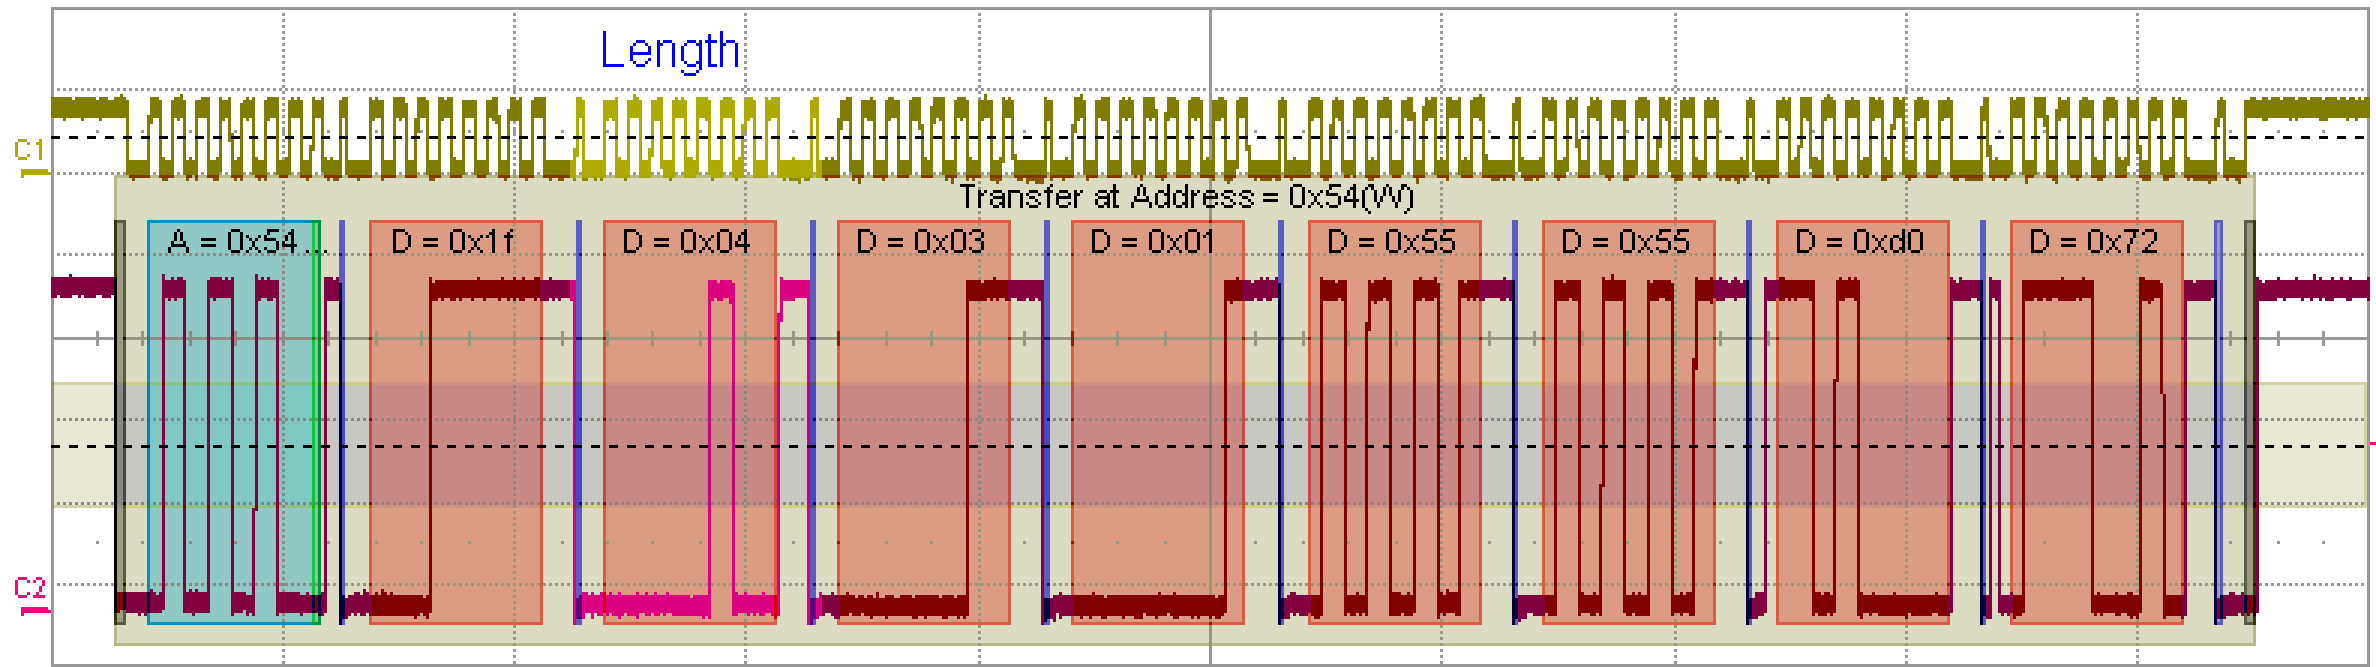 Length
C1
Transfer at Address = 0x54(W)
A = 0x54 ...
D = 0x1f
D = 0x04
D = 0x03
D = 0x01
D = 0x55
D = 0x55
D = 0xd0
D = 0x72
C2